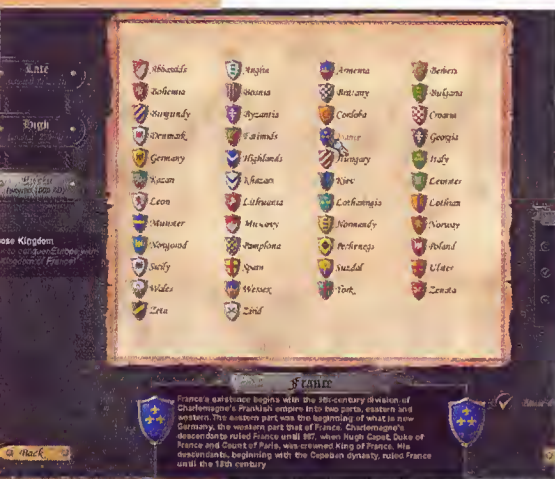 Late
High
ose Kingdom
Abbasids Angita Armenia Berbers
Bohemia Bosnia Brittany Bulgaria
Burgundy Byzantia Cordoba Croatia
Denmark Fatimids France Georgia
Germany Highlands Hungary Italy
Kazan Khazars Kiev Leinster
Leon Lithuania Lotharingia Lothian
Munster Muscovy Normandy Norway
Novgorod Pamplona Pechenegs Poland
Sicily Spain Suzdal Ulster
Wales Wessex York Zenata
Zeta Zirid
France
France's existence begins with the 9th-century division of
Charlemagne's Frankish empire into two parts, eastern and
western. The eastern part was the beginning of what is now
Germany, the western part that of France. Charlemagne's
descendants ruled France until 987, when Hugh Capet, Duke of
France and Count of Paris, was crowned King of France. His
descendants, beginning with the Capetian dynasty, ruled France
until the 18th century
Back